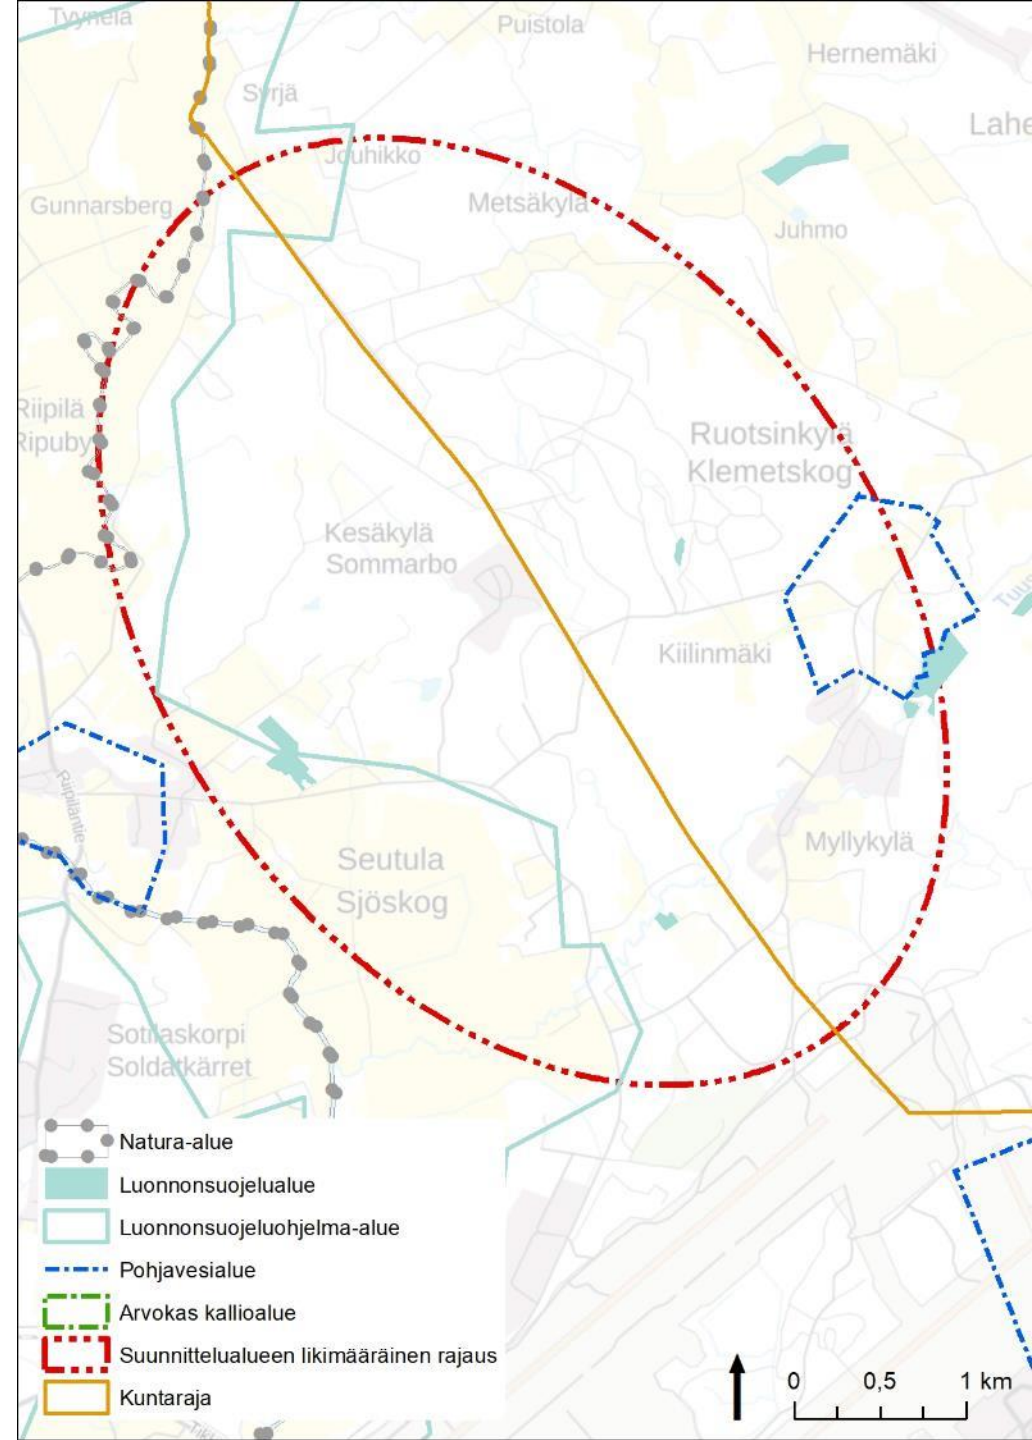 Tyynelä
Puistola
Hernemäki
Syrjä
Lahe
Jouhikko
Metsäkylä
Gunnarsberg
Juhmo
Riipilä
Ripuby
Ruotsinkylä
Klemetskog
Kesäkylä
Sommarbo
Tuus
Kiilinmäki
Riipiläntie
Myllykylä
Seutula
Sjöskog
Sotilaskorpi
Soldatkärret
Natura-alue
Luonnonsuojelualue
Luonnonsuojeluohjelma-alue
Pohjavesialue
Arvokas kallioalue
Suunnittelualueen likimääräinen rajaus
Kuntaraja
0 0,5 1 km